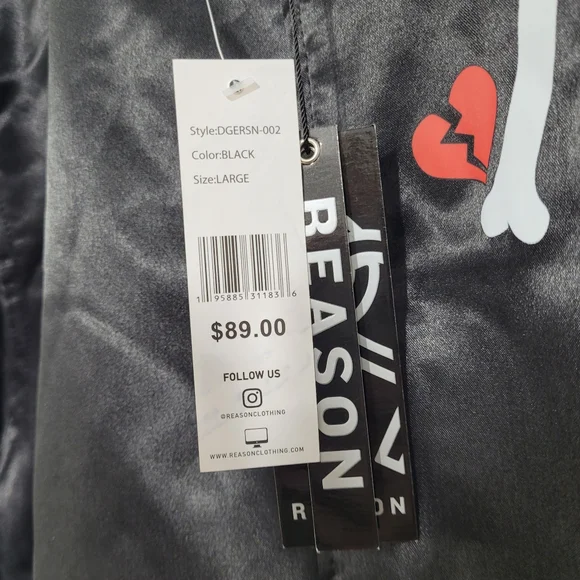 Style:DGERSN-002
Color:BLACK
Size:LARGE
1 95885 31183 6
$89.00
FOLLOW US
@REASONCLOTHING
WWW.REASONCLOTHING.COM
REASON
R ON